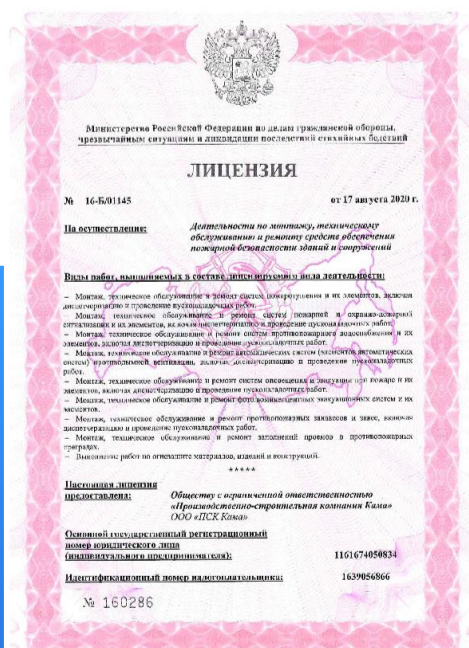 Министерство Российской Федерации по делам гражданской обороны,
чрезвычайным ситуациям и ликвидации последствий стихийных бедствий
ЛИЦЕНЗИЯ
№ 16-Б/01145 от 17 августа 2020 г.
На осуществление: Деятельности по монтажу, техническому
обслуживанию и ремонту средств обеспечения
пожарной безопасности зданий и сооружений
Виды работ, выполняемых в составе лицензируемого вида деятельности:
– Монтаж, техническое обслуживание и ремонт систем пожаротушения и их элементов, включая
диспетчеризацию и проведение пусконаладочных работ.
– Монтаж, техническое обслуживание и ремонт систем пожарной и охранно-пожарной
сигнализации и их элементов, включая диспетчеризацию и проведение пусконаладочных работ.
– Монтаж, техническое обслуживание и ремонт систем противопожарного водоснабжения и их
элементов, включая диспетчеризацию и проведение пусконаладочных работ.
– Монтаж, техническое обслуживание и ремонт автоматических систем (элементов автоматических
систем) противодымной вентиляции, включая диспетчеризацию и проведение пусконаладочных
работ.
– Монтаж, техническое обслуживание и ремонт систем оповещения и эвакуации при пожаре и их
элементов, включая диспетчеризацию и проведение пусконаладочных работ.
– Монтаж, техническое обслуживание и ремонт фотолюминесцентных эвакуационных систем и их
элементов.
– Монтаж, техническое обслуживание и ремонт противопожарных занавесов и завес, включая
диспетчеризацию и проведение пусконаладочных работ.
– Монтаж, техническое обслуживание и ремонт заполнений проемов в противопожарных
преградах.
– Выполнение работ по огнезащите материалов, изделий и конструкций.
*****
Настоящая лицензия
предоставлена: Обществу с ограниченной ответственностью
«Производственно-строительная компания Кама»
ООО «ПСК Кама»
Основной государственный регистрационный
номер юридического лица
(индивидуального предпринимателя): 1161674050834
Идентификационный номер налогоплательщика: 1639056866
№ 160286